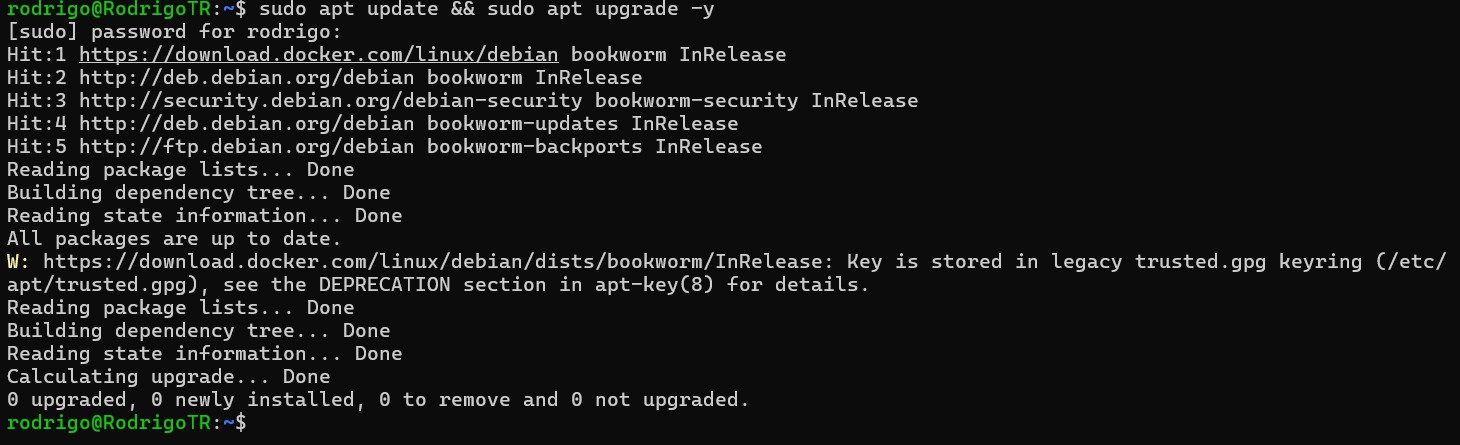 rodrigo@RodrigoTR:~$ sudo apt update && sudo apt upgrade -y
[sudo] password for rodrigo:
Hit:1 https://download.docker.com/linux/debian bookworm InRelease
Hit:2 http://deb.debian.org/debian bookworm InRelease
Hit:3 http://security.debian.org/debian-security bookworm-security InRelease
Hit:4 http://deb.debian.org/debian bookworm-updates InRelease
Hit:5 http://ftp.debian.org/debian bookworm-backports InRelease
Reading package lists... Done
Building dependency tree... Done
Reading state information... Done
All packages are up to date.
W: https://download.docker.com/linux/debian/dists/bookworm/InRelease: Key is stored in legacy trusted.gpg keyring (/etc/
apt/trusted.gpg), see the DEPRECATION section in apt-key(8) for details.
Reading package lists... Done
Building dependency tree... Done
Reading state information... Done
Calculating upgrade... Done
0 upgraded, 0 newly installed, 0 to remove and 0 not upgraded.
rodrigo@RodrigoTR:~$